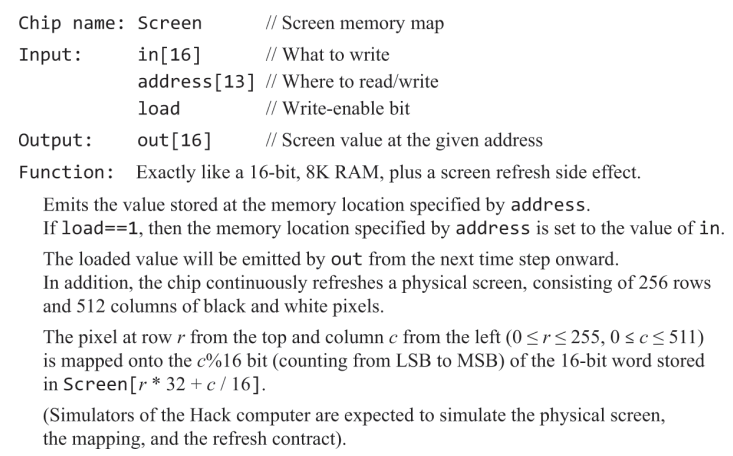 Chip name: Screen // Screen memory map
Input: in[16] // What to write
address[13] // Where to read/write
load // Write-enable bit
Output: out[16] // Screen value at the given address
Function: Exactly like a 16-bit, 8K RAM, plus a screen refresh side effect.
Emits the value stored at the memory location specified by address.
If load==1, then the memory location specified by address is set to the value of in.
The loaded value will be emitted by out from the next time step onward.
In addition, the chip continuously refreshes a physical screen, consisting of 256 rows
and 512 columns of black and white pixels.
The pixel at row r from the top and column c from the left (0 ≤ r ≤ 255, 0 ≤ c ≤ 511)
is mapped onto the c%16 bit (counting from LSB to MSB) of the 16-bit word stored
in Screen[r * 32 + c / 16].
(Simulators of the Hack computer are expected to simulate the physical screen,
the mapping, and the refresh contract).